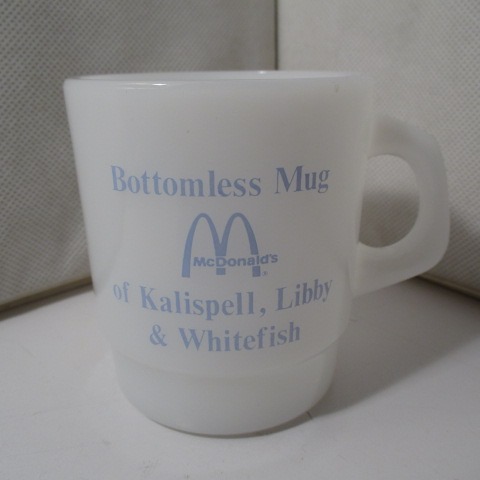 Bottomless Mug
McDonald's®
of Kalispell, Libby
& Whitefish